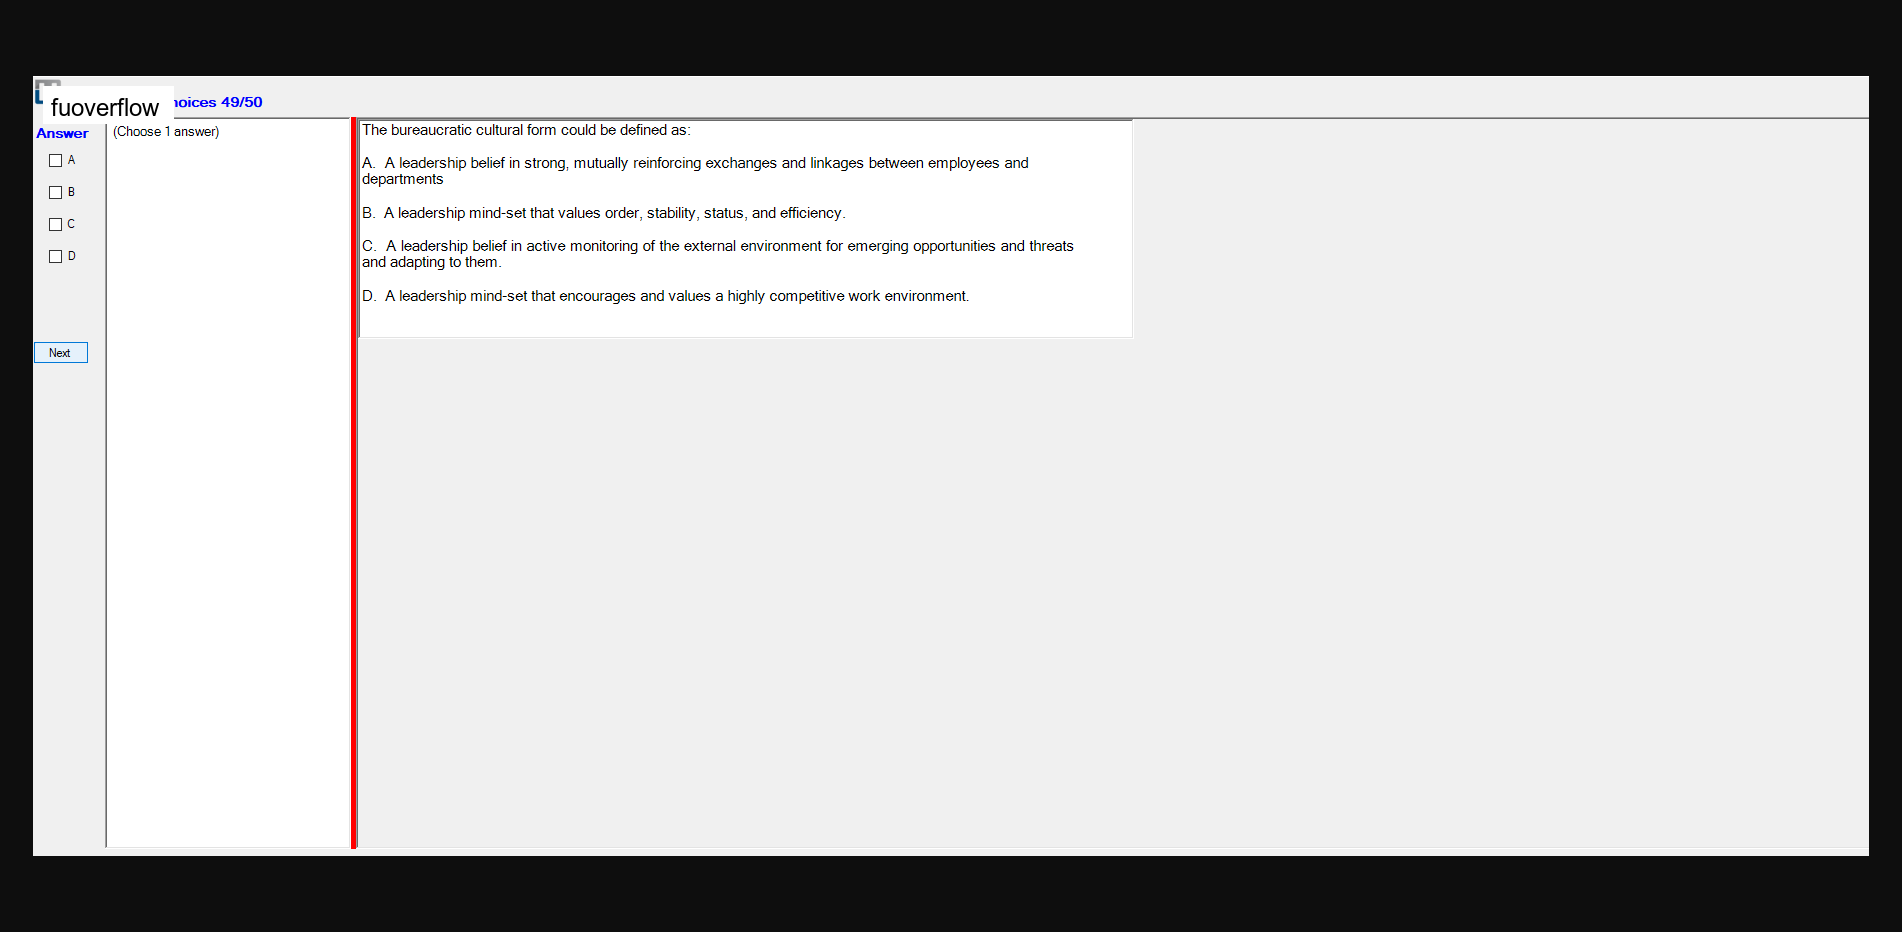 fuoverflow
hoices 49/50
Answer
(Choose 1 answer)
A
B
C
D
Next
The bureaucratic cultural form could be defined as:
A. A leadership belief in strong, mutually reinforcing exchanges and linkages between employees and
departments
B. A leadership mind-set that values order, stability, status, and efficiency.
C. A leadership belief in active monitoring of the external environment for emerging opportunities and threats
and adapting to them.
D. A leadership mind-set that encourages and values a highly competitive work environment.